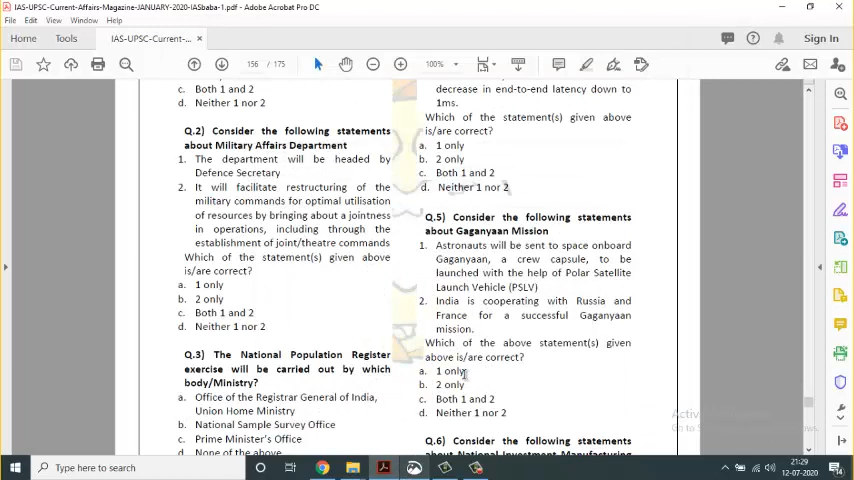 IAS-UPSC-Current-Affairs-Magazine-JANUARY-2020-IASbaba-1.pdf - Adobe Acrobat Pro DC
File Edit View Window Help
Home Tools IAS-UPSC-Current-... × Sign In
156 / 175 100%
c. Both 1 and 2
d. Neither 1 nor 2
Q.2) Consider the following statements
about Military Affairs Department
1. The department will be headed by
Defence Secretary
2. It will facilitate restructuring of the
military commands for optimal utilisation
of resources by bringing about a jointness
in operations, including through the
establishment of joint/theatre commands
Which of the statement(s) given above
is/are correct?
a. 1 only
b. 2 only
c. Both 1 and 2
d. Neither 1 nor 2
Q.3) The National Population Register
exercise will be carried out by which
body/Ministry?
a. Office of the Registrar General of India,
Union Home Ministry
b. National Sample Survey Office
c. Prime Minister's Office
d. None of the above
decrease in end-to-end latency down to
1ms.
Which of the statement(s) given above
is/are correct?
a. 1 only
b. 2 only
c. Both 1 and 2
d. Neither 1 nor 2
Q.5) Consider the following statements
about Gaganyaan Mission
1. Astronauts will be sent to space onboard
Gaganyaan, a crew capsule, to be
launched with the help of Polar Satellite
Launch Vehicle (PSLV)
2. India is cooperating with Russia and
France for a successful Gaganyaan
mission.
Which of the above statement(s) given
above is/are correct?
a. 1 only
b. 2 only
c. Both 1 and 2
d. Neither 1 nor 2
Q.6) Consider the following statements
about National Investment Manufacturing
Type here to search
21:29
12-07-2020
14